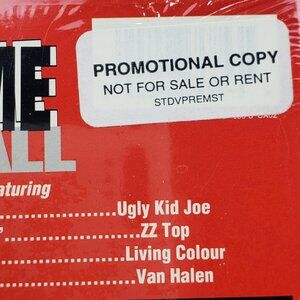 PROMOTIONAL COPY
NOT FOR SALE OR RENT
STDVPREMST
ME
ALL
aturing
Ugly Kid Joe
ZZ Top
Living Colour
Van Halen